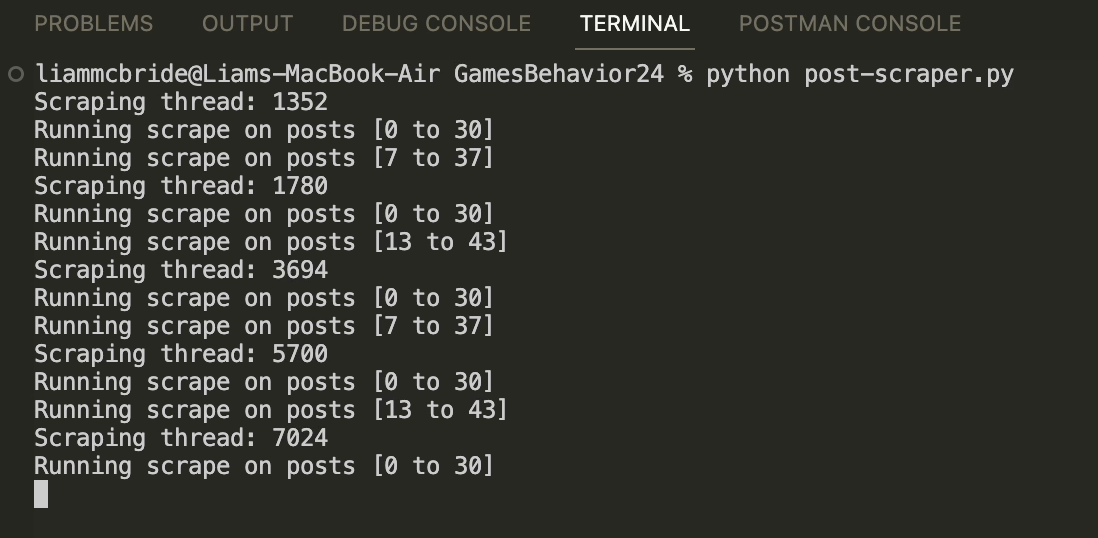 PROBLEMS OUTPUT DEBUG CONSOLE TERMINAL POSTMAN CONSOLE
liammcbride@Liams-MacBook-Air GamesBehavior24 % python post-scraper.py
Scraping thread: 1352
Running scrape on posts [0 to 30]
Running scrape on posts [7 to 37]
Scraping thread: 1780
Running scrape on posts [0 to 30]
Running scrape on posts [13 to 43]
Scraping thread: 3694
Running scrape on posts [0 to 30]
Running scrape on posts [7 to 37]
Scraping thread: 5700
Running scrape on posts [0 to 30]
Running scrape on posts [13 to 43]
Scraping thread: 7024
Running scrape on posts [0 to 30]